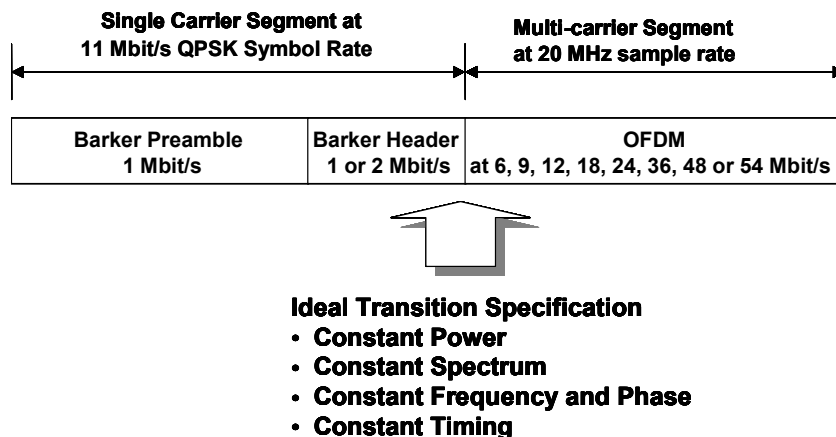 Single Carrier Segment at
11 Mbit/s QPSK Symbol Rate
Multi-carrier Segment
at 20 MHz sample rate
Barker Preamble
1 Mbit/s
Barker Header
1 or 2 Mbit/s
OFDM
at 6, 9, 12, 18, 24, 36, 48 or 54 Mbit/s
Ideal Transition Specification
• Constant Power
• Constant Spectrum
• Constant Frequency and Phase
• Constant Timing